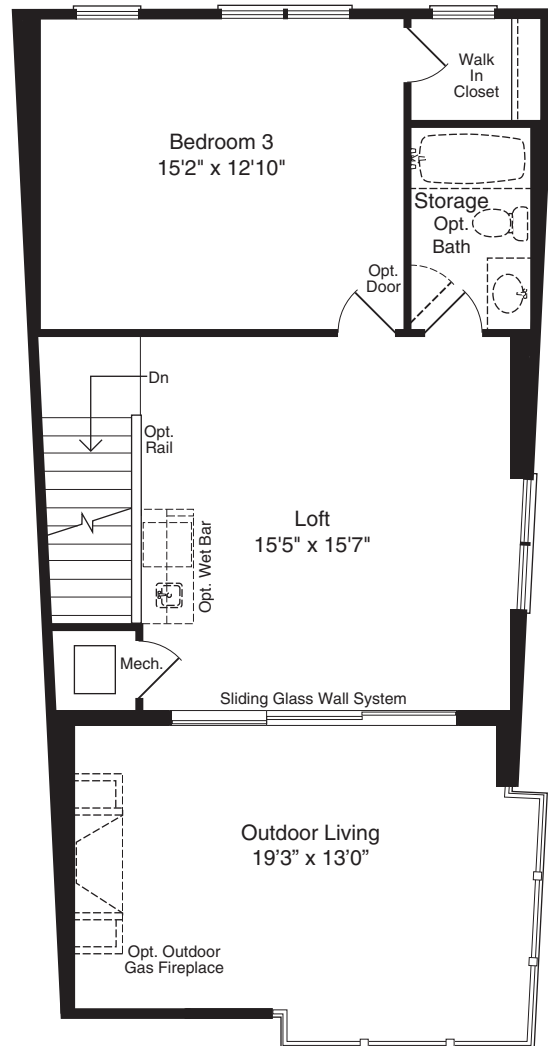 Walk
In
Closet
Bedroom 3
15'2" x 12'10"
Storage
Opt.
Bath
Opt.
Door
Dn
Opt.
Rail
Loft
15'5" x 15'7"
Opt. Wet Bar
Mech.
Sliding Glass Wall System
Outdoor Living
19’3” x 13’0”
Opt. Outdoor
Gas Fireplace